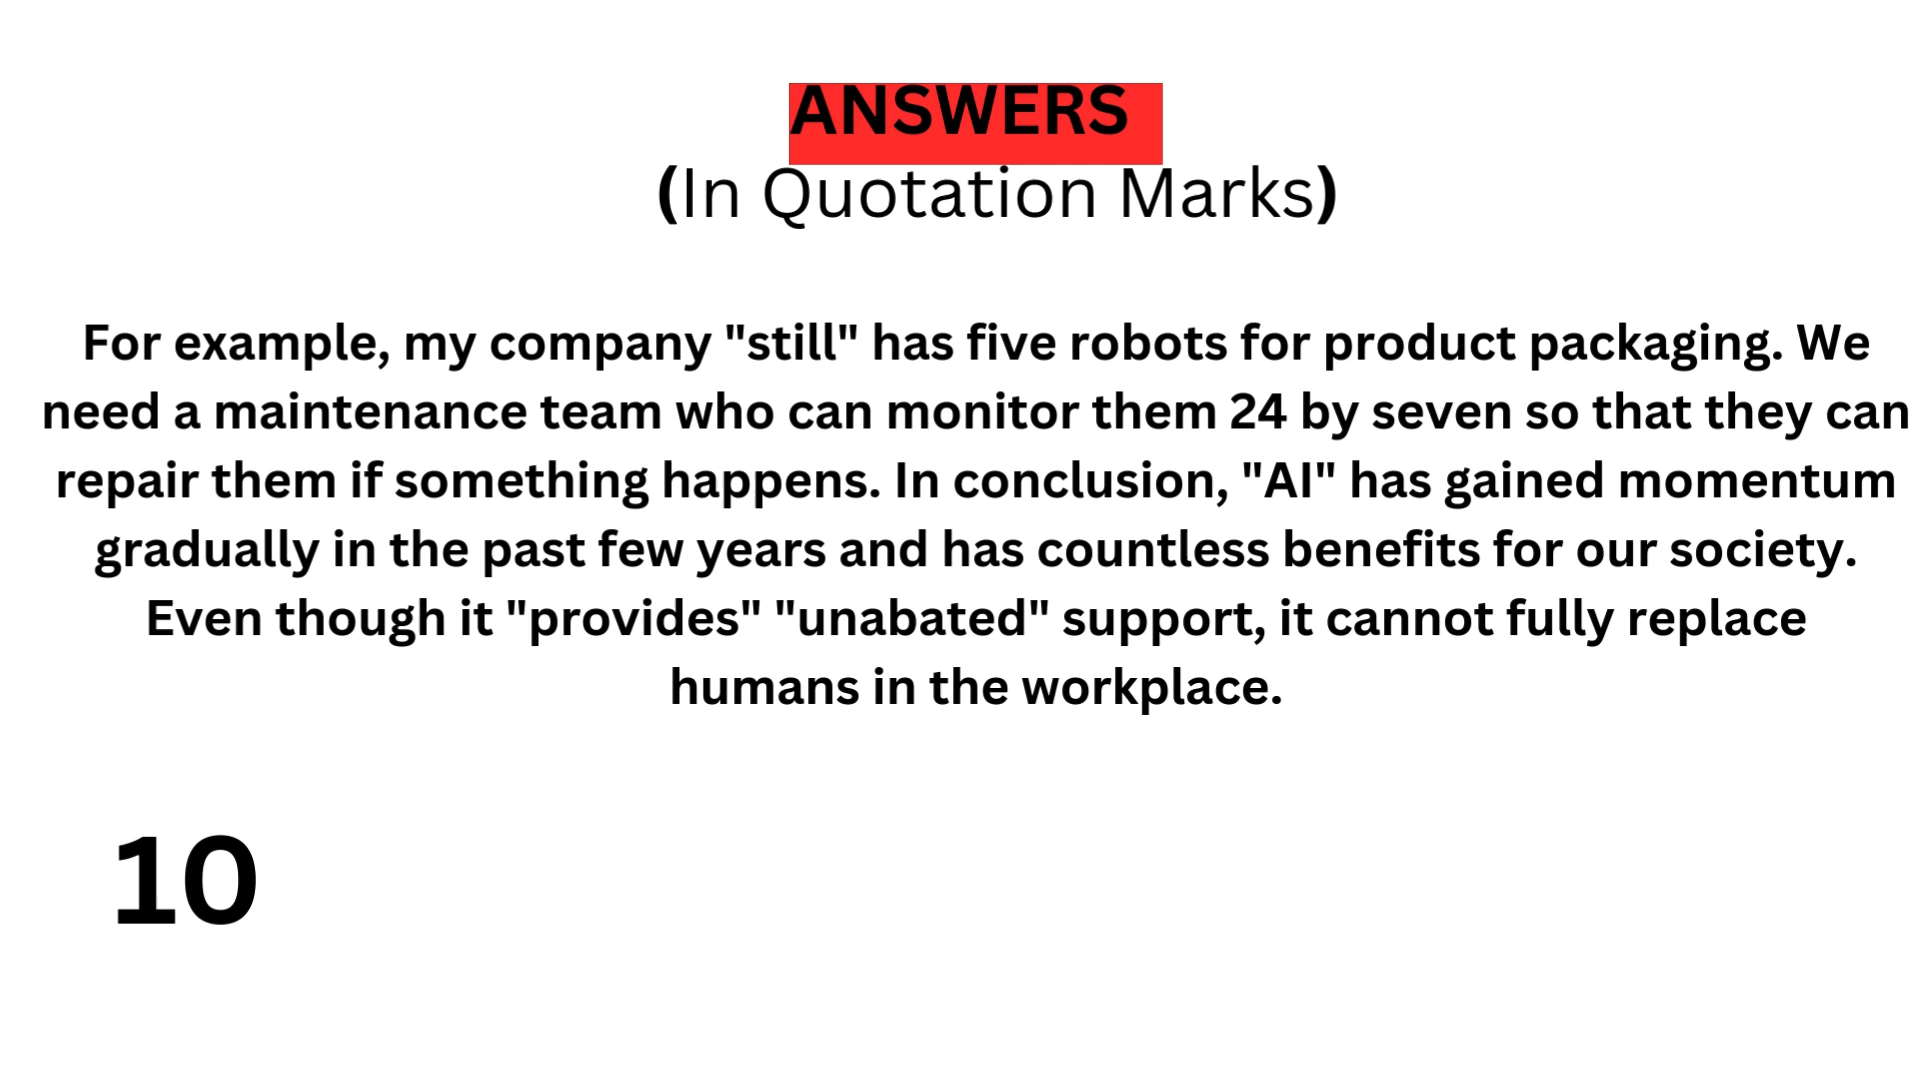 ANSWERS
(In Quotation Marks)
For example, my company "still" has five robots for product packaging. We
need a maintenance team who can monitor them 24 by seven so that they can
repair them if something happens. In conclusion, "AI" has gained momentum
gradually in the past few years and has countless benefits for our society.
Even though it "provides" "unabated" support, it cannot fully replace
humans in the workplace.
10